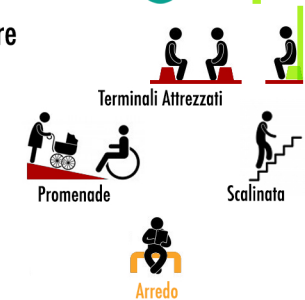 re
Terminali Attrezzati
Promenade
Scalinata
Arredo